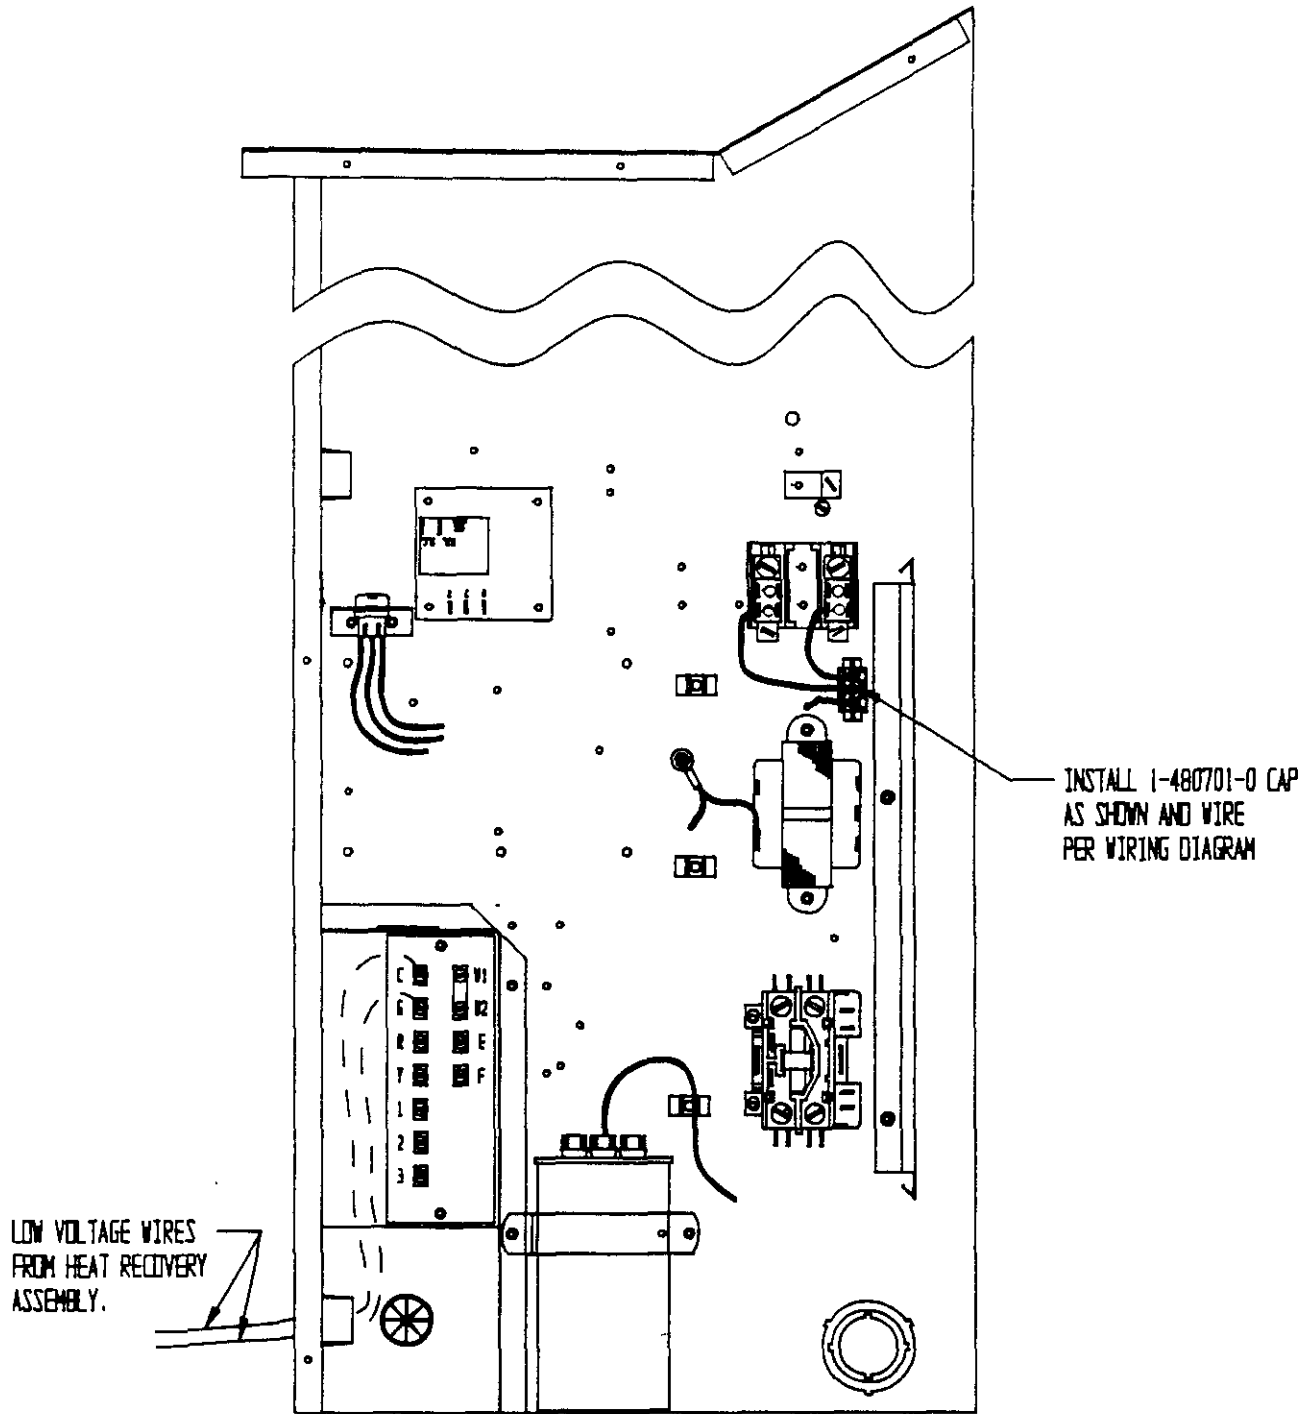 INSTALL 1-480701-0 CAP
AS SHOWN AND WIRE
PER WIRING DIAGRAM
C W1
G W2
R E
Y F
1
2
3
LOW VOLTAGE WIRES
FROM HEAT RECOVERY
ASSEMBLY.